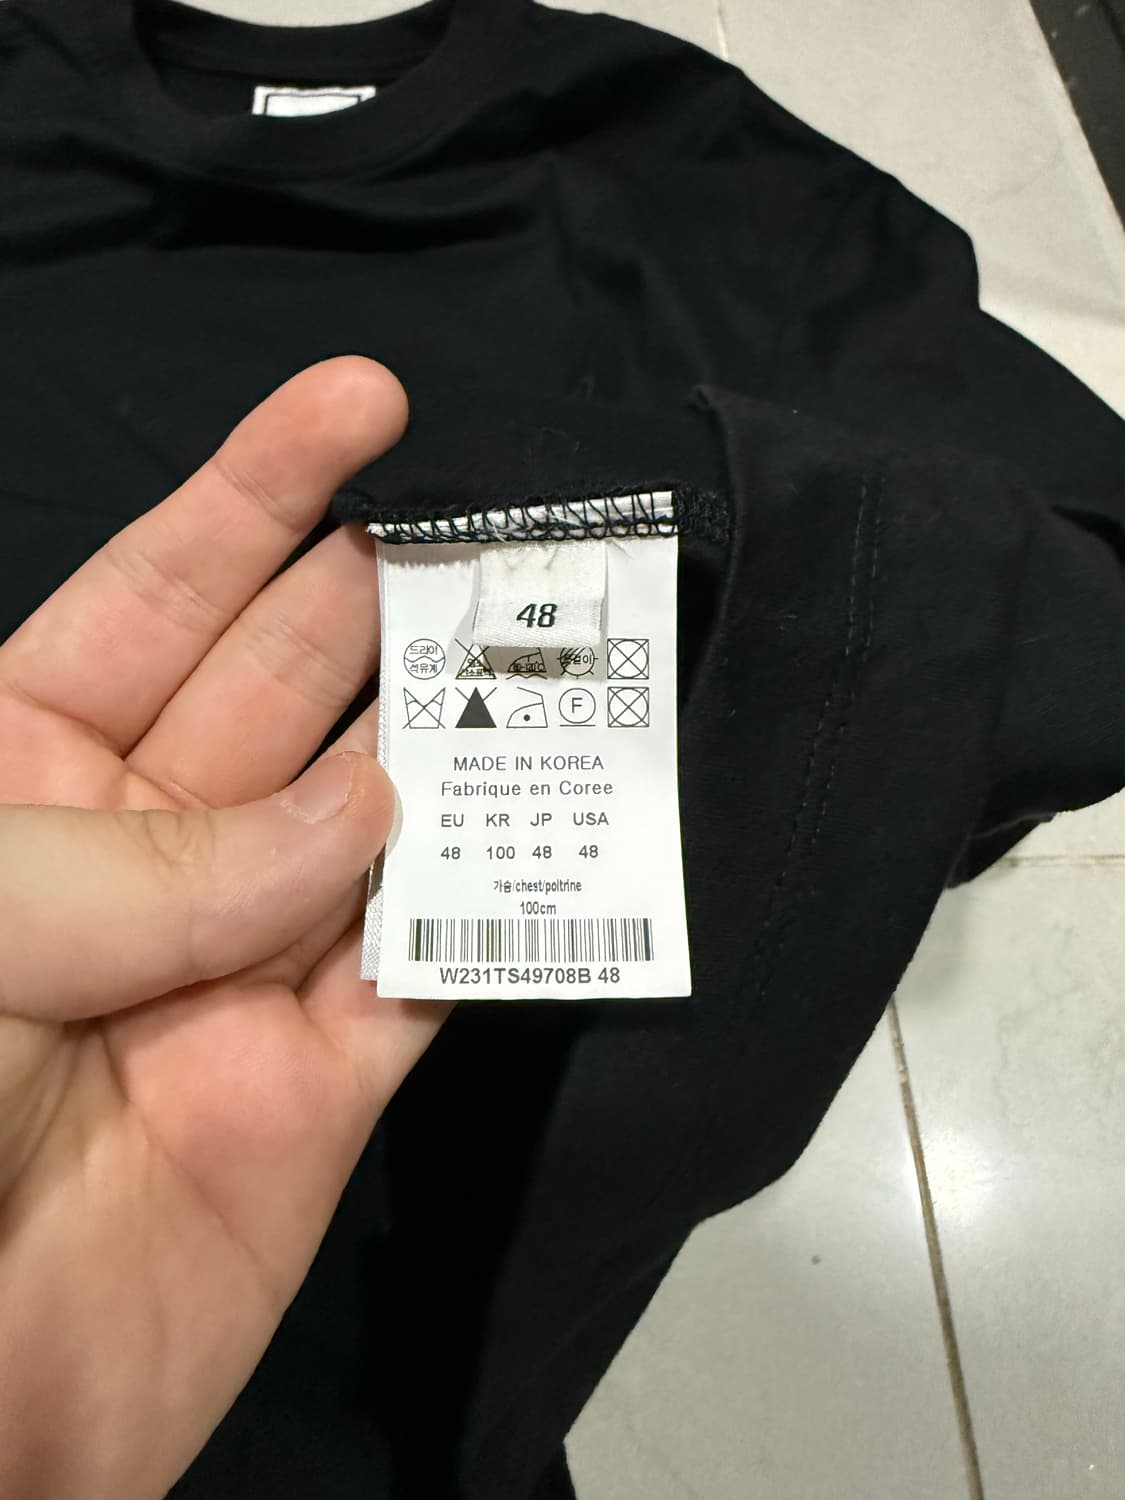 48
드라이
석유계
F
MADE IN KOREA
Fabrique en Coree
EU KR JP USA
48 100 48 48
가슴/chest/poltrine
100cm
W231TS49708B 48